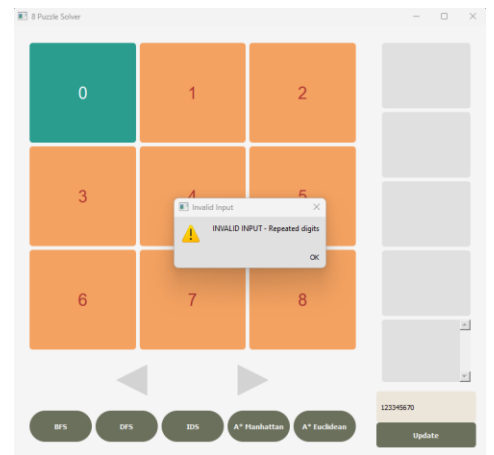 8 Puzzle Solver
0
1
2
3
4
5
Invalid Input
INVALID INPUT - Repeated digits
OK
6
7
8
123345670
BFS
DFS
IDS
A* Manhattan
A* Euclidean
Update